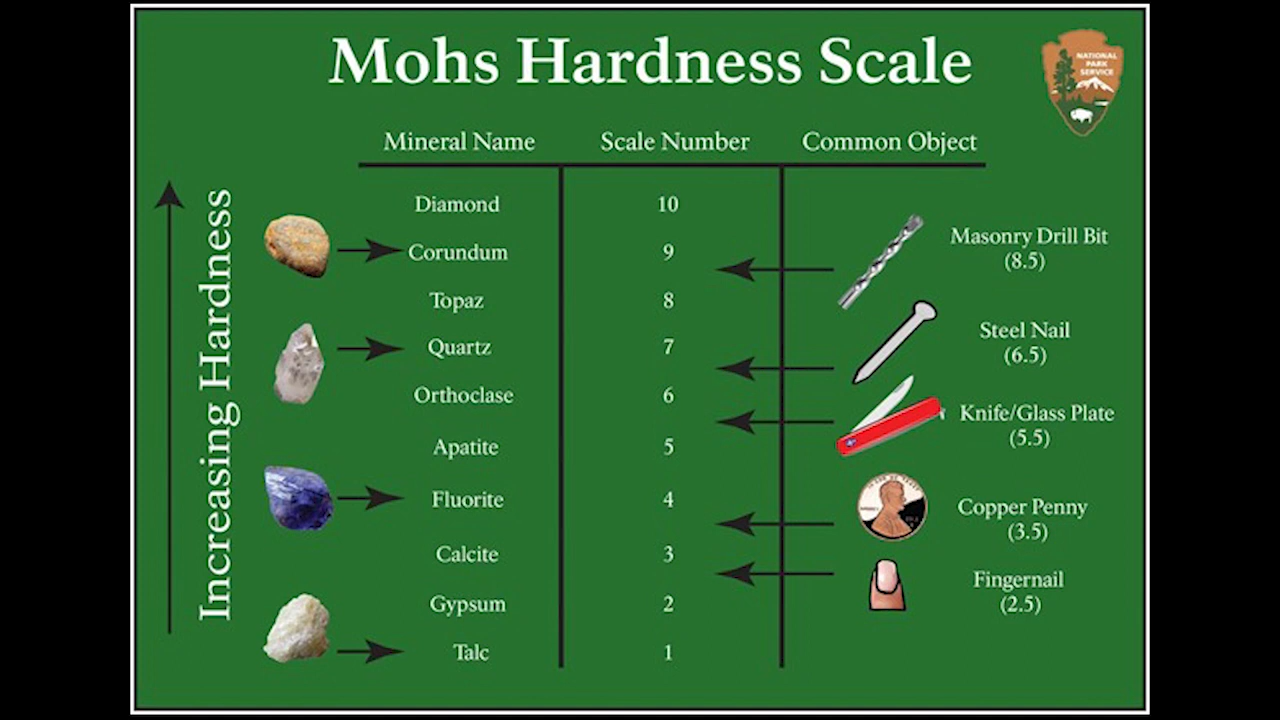 Mohs Hardness Scale
NATIONAL
PARK
SERVICE
Mineral Name
Scale Number
Common Object
Increasing Hardness
Diamond 10
Corundum 9
Masonry Drill Bit
(8.5)
Topaz 8
Quartz 7
Steel Nail
(6.5)
Orthoclase 6
Knife/Glass Plate
(5.5)
Apatite 5
Fluorite 4
Copper Penny
(3.5)
Calcite 3
Fingernail
(2.5)
Gypsum 2
Talc 1